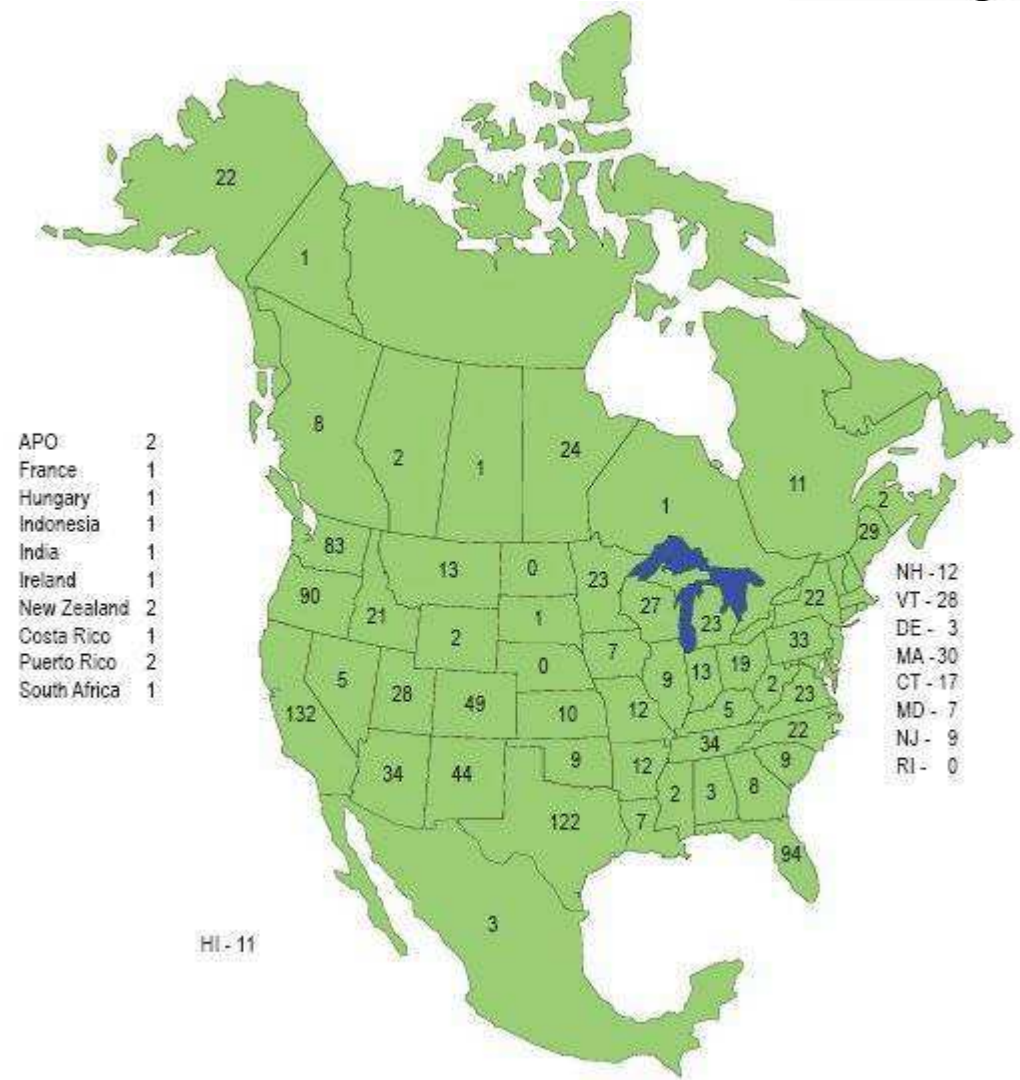 22
1
8
2
1
24
1
11
2
29
APO 2
France 1
Hungary 1
Indonesia 1
India 1
Ireland 1
New Zealand 2
Costa Rico 1
Puerto Rico 2
South Africa 1
83
13
0
23
90
21
2
1
27
23
22
33
0
7
9
13
19
2
23
132
5
28
49
10
12
5
22
34
34
44
9
12
2
3
8
9
122
7
94
3
NH - 12
VT - 28
DE - 3
MA - 30
CT - 17
MD - 7
NJ - 9
RI - 0
HI - 11